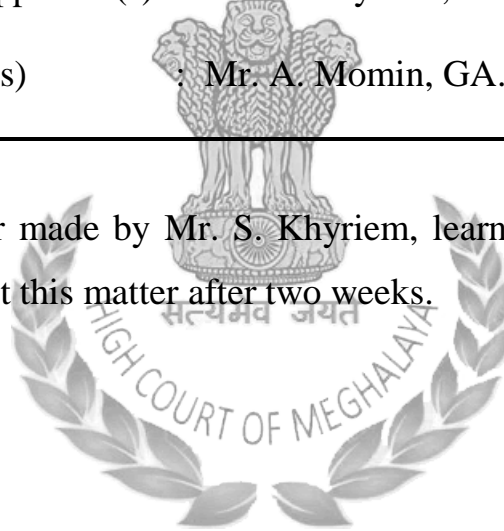 s) : Mr. A. Momin, GA.
r made by Mr. S. Khyriem, learn
t this matter after two weeks.
सत्यमेव जयते
HIGH COURT OF MEGHALAYA